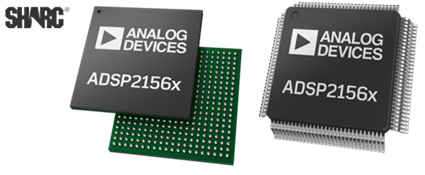 SHARC®
ANALOG
DEVICES
ADSP2156x
ANALOG
DEVICES
ADSP2156x